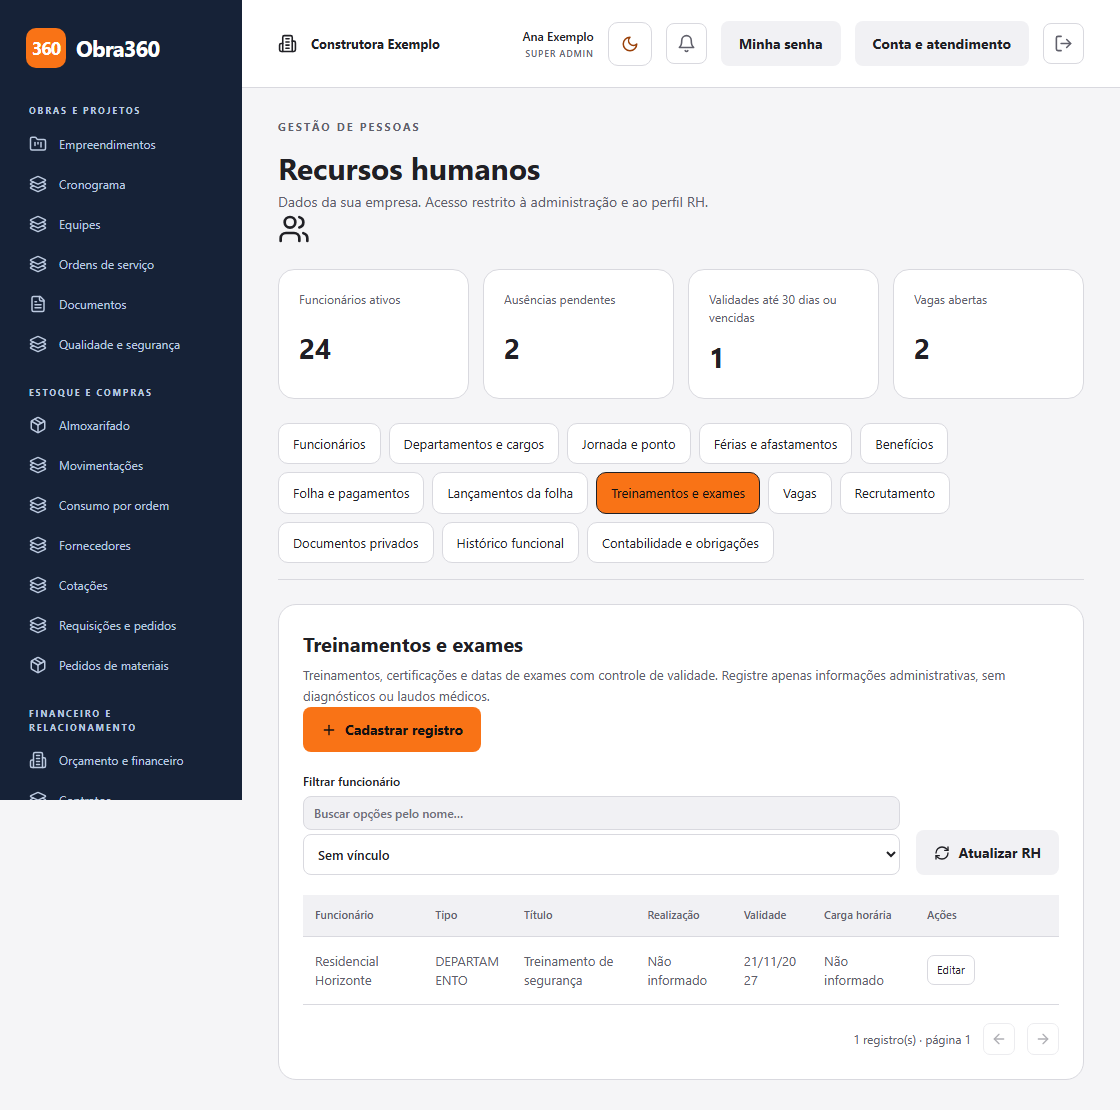 360 Obra360
OBRAS E PROJETOS
Empreendimentos
Cronograma
Equipes
Ordens de serviço
Documentos
Qualidade e segurança
ESTOQUE E COMPRAS
Almoxarifado
Movimentações
Consumo por ordem
Fornecedores
Cotações
Requisições e pedidos
Pedidos de materiais
FINANCEIRO E
RELACIONAMENTO
Orçamento e financeiro
Contratos
Construtora Exemplo
Ana Exemplo
SUPER ADMIN
Minha senha
Conta e atendimento
GESTÃO DE PESSOAS
Recursos humanos
Dados da sua empresa. Acesso restrito à administração e ao perfil RH.
Funcionários ativos
24
Ausências pendentes
2
Validades até 30 dias ou
vencidas
1
Vagas abertas
2
Funcionários
Departamentos e cargos
Jornada e ponto
Férias e afastamentos
Benefícios
Folha e pagamentos
Lançamentos da folha
Treinamentos e exames
Vagas
Recrutamento
Documentos privados
Histórico funcional
Contabilidade e obrigações
Treinamentos e exames
Treinamentos, certificações e datas de exames com controle de validade. Registre apenas informações administrativas, sem
diagnósticos ou laudos médicos.
+ Cadastrar registro
Filtrar funcionário
Buscar opções pelo nome...
Sem vínculo
Atualizar RH
Funcionário Tipo Título Realização Validade Carga horária Ações
Residencial DEPARTAM Treinamento de Não 21/11/20 Não Editar
Horizonte ENTO segurança informado 27 informado
1 registro(s) · página 1